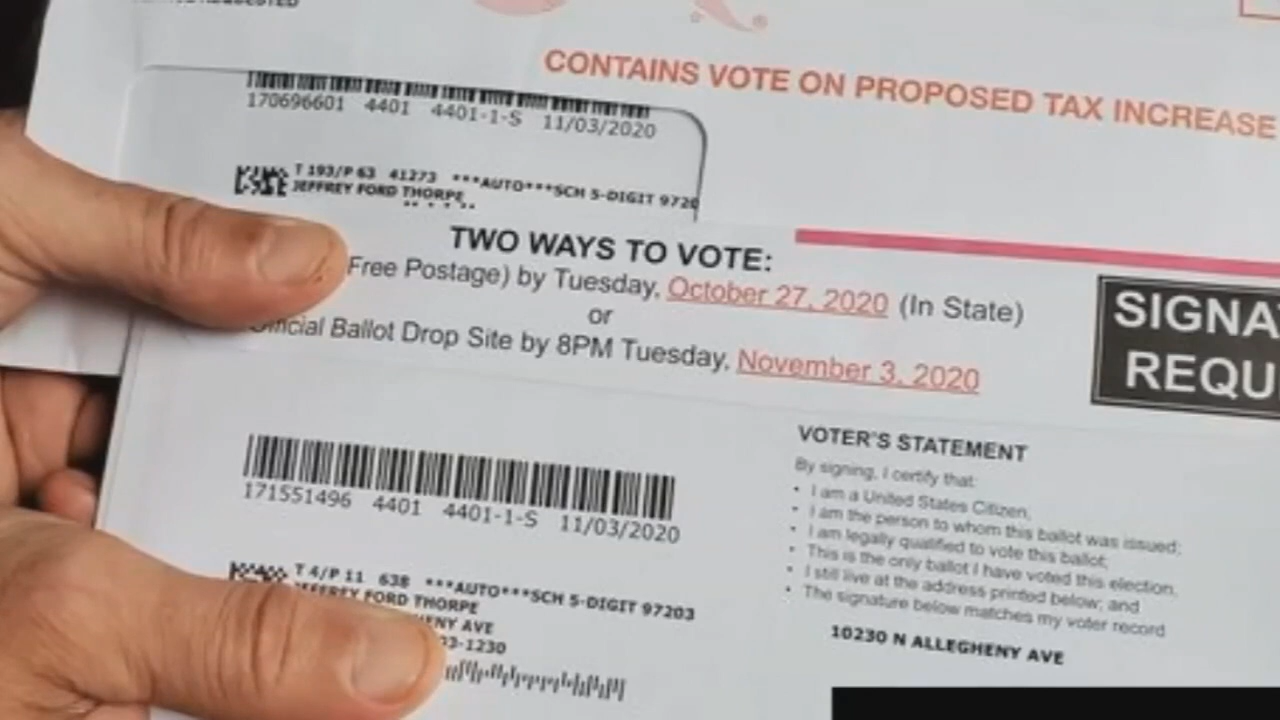 CONTAINS VOTE ON PROPOSED TAX INCREASE
170696601 4401 4401-1-S 11/03/2020
T 193/P 63 41273 ***AUTO***SCH 5-DIGIT 9720
JEFFREY FORD THORPE
TWO WAYS TO VOTE:
Free Postage) by Tuesday, October 27, 2020 (In State)
or
Official Ballot Drop Site by 8PM Tuesday, November 3, 2020
SIGNA
REQU
171551496 4401 4401-1-S 11/03/2020
T 4/P 11 638 ***AUTO***SCH 5-DIGIT 97203
JEFFREY FORD THORPE
ENY AVE
03-1230
VOTER'S STATEMENT
By signing, I certify that:
• I am a United States Citizen;
• I am the person to whom this ballot was issued;
• I am legally qualified to vote this ballot;
• This is the only ballot I have voted this election,
• I still live at the address printed below; and
• The signature below matches my voter record
10230 N ALLEGHENY AVE